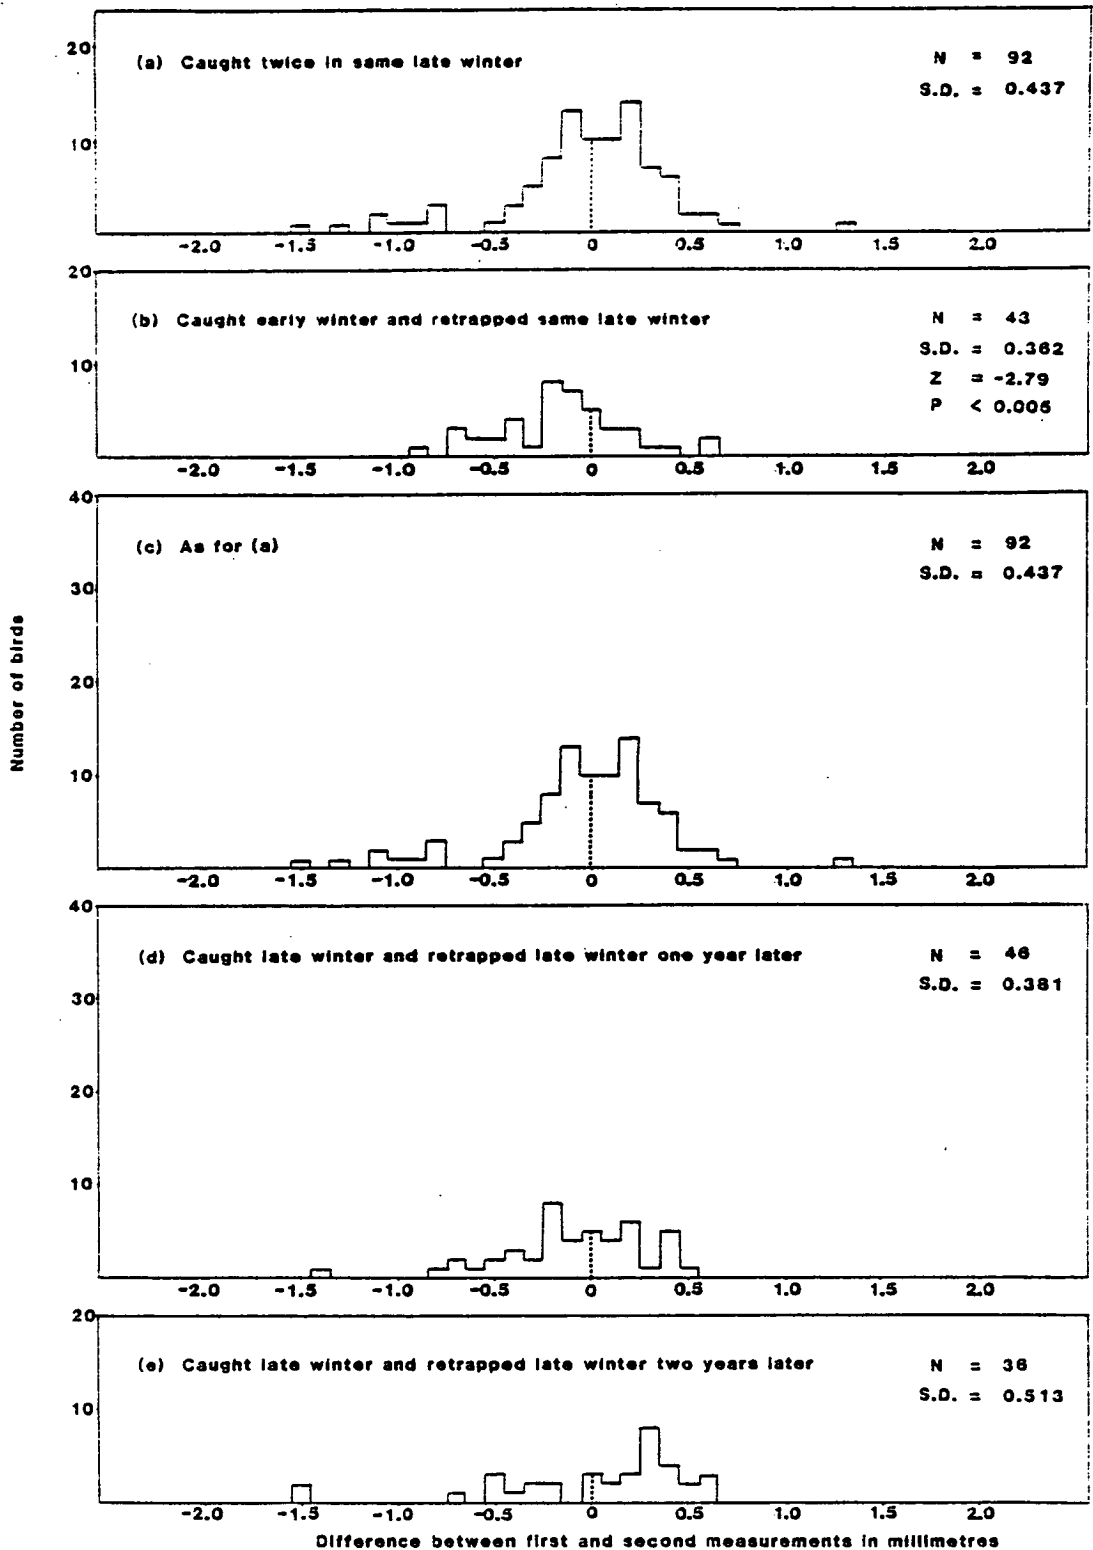 20
(a) Caught twice in same late winter
N = 92
S.D. = 0.437
10
-2.0 -1.5 -1.0 -0.5 0 0.5 1.0 1.5 2.0
20
(b) Caught early winter and retrapped same late winter
N = 43
S.D. = 0.362
Z = -2.79
P < 0.005
10
-2.0 -1.5 -1.0 -0.5 0 0.5 1.0 1.5 2.0
40
(c) As for (a)
N = 92
S.D. = 0.437
30
20
10
-2.0 -1.5 -1.0 -0.5 0 0.5 1.0 1.5 2.0
Number of birds
40
(d) Caught late winter and retrapped late winter one year later
N = 46
S.D. = 0.381
30
20
10
-2.0 -1.5 -1.0 -0.5 0 0.5 1.0 1.5 2.0
20
(e) Caught late winter and retrapped late winter two years later
N = 36
S.D. = 0.513
10
-2.0 -1.5 -1.0 -0.5 0 0.5 1.0 1.5 2.0
Difference between first and second measurements in millimetres